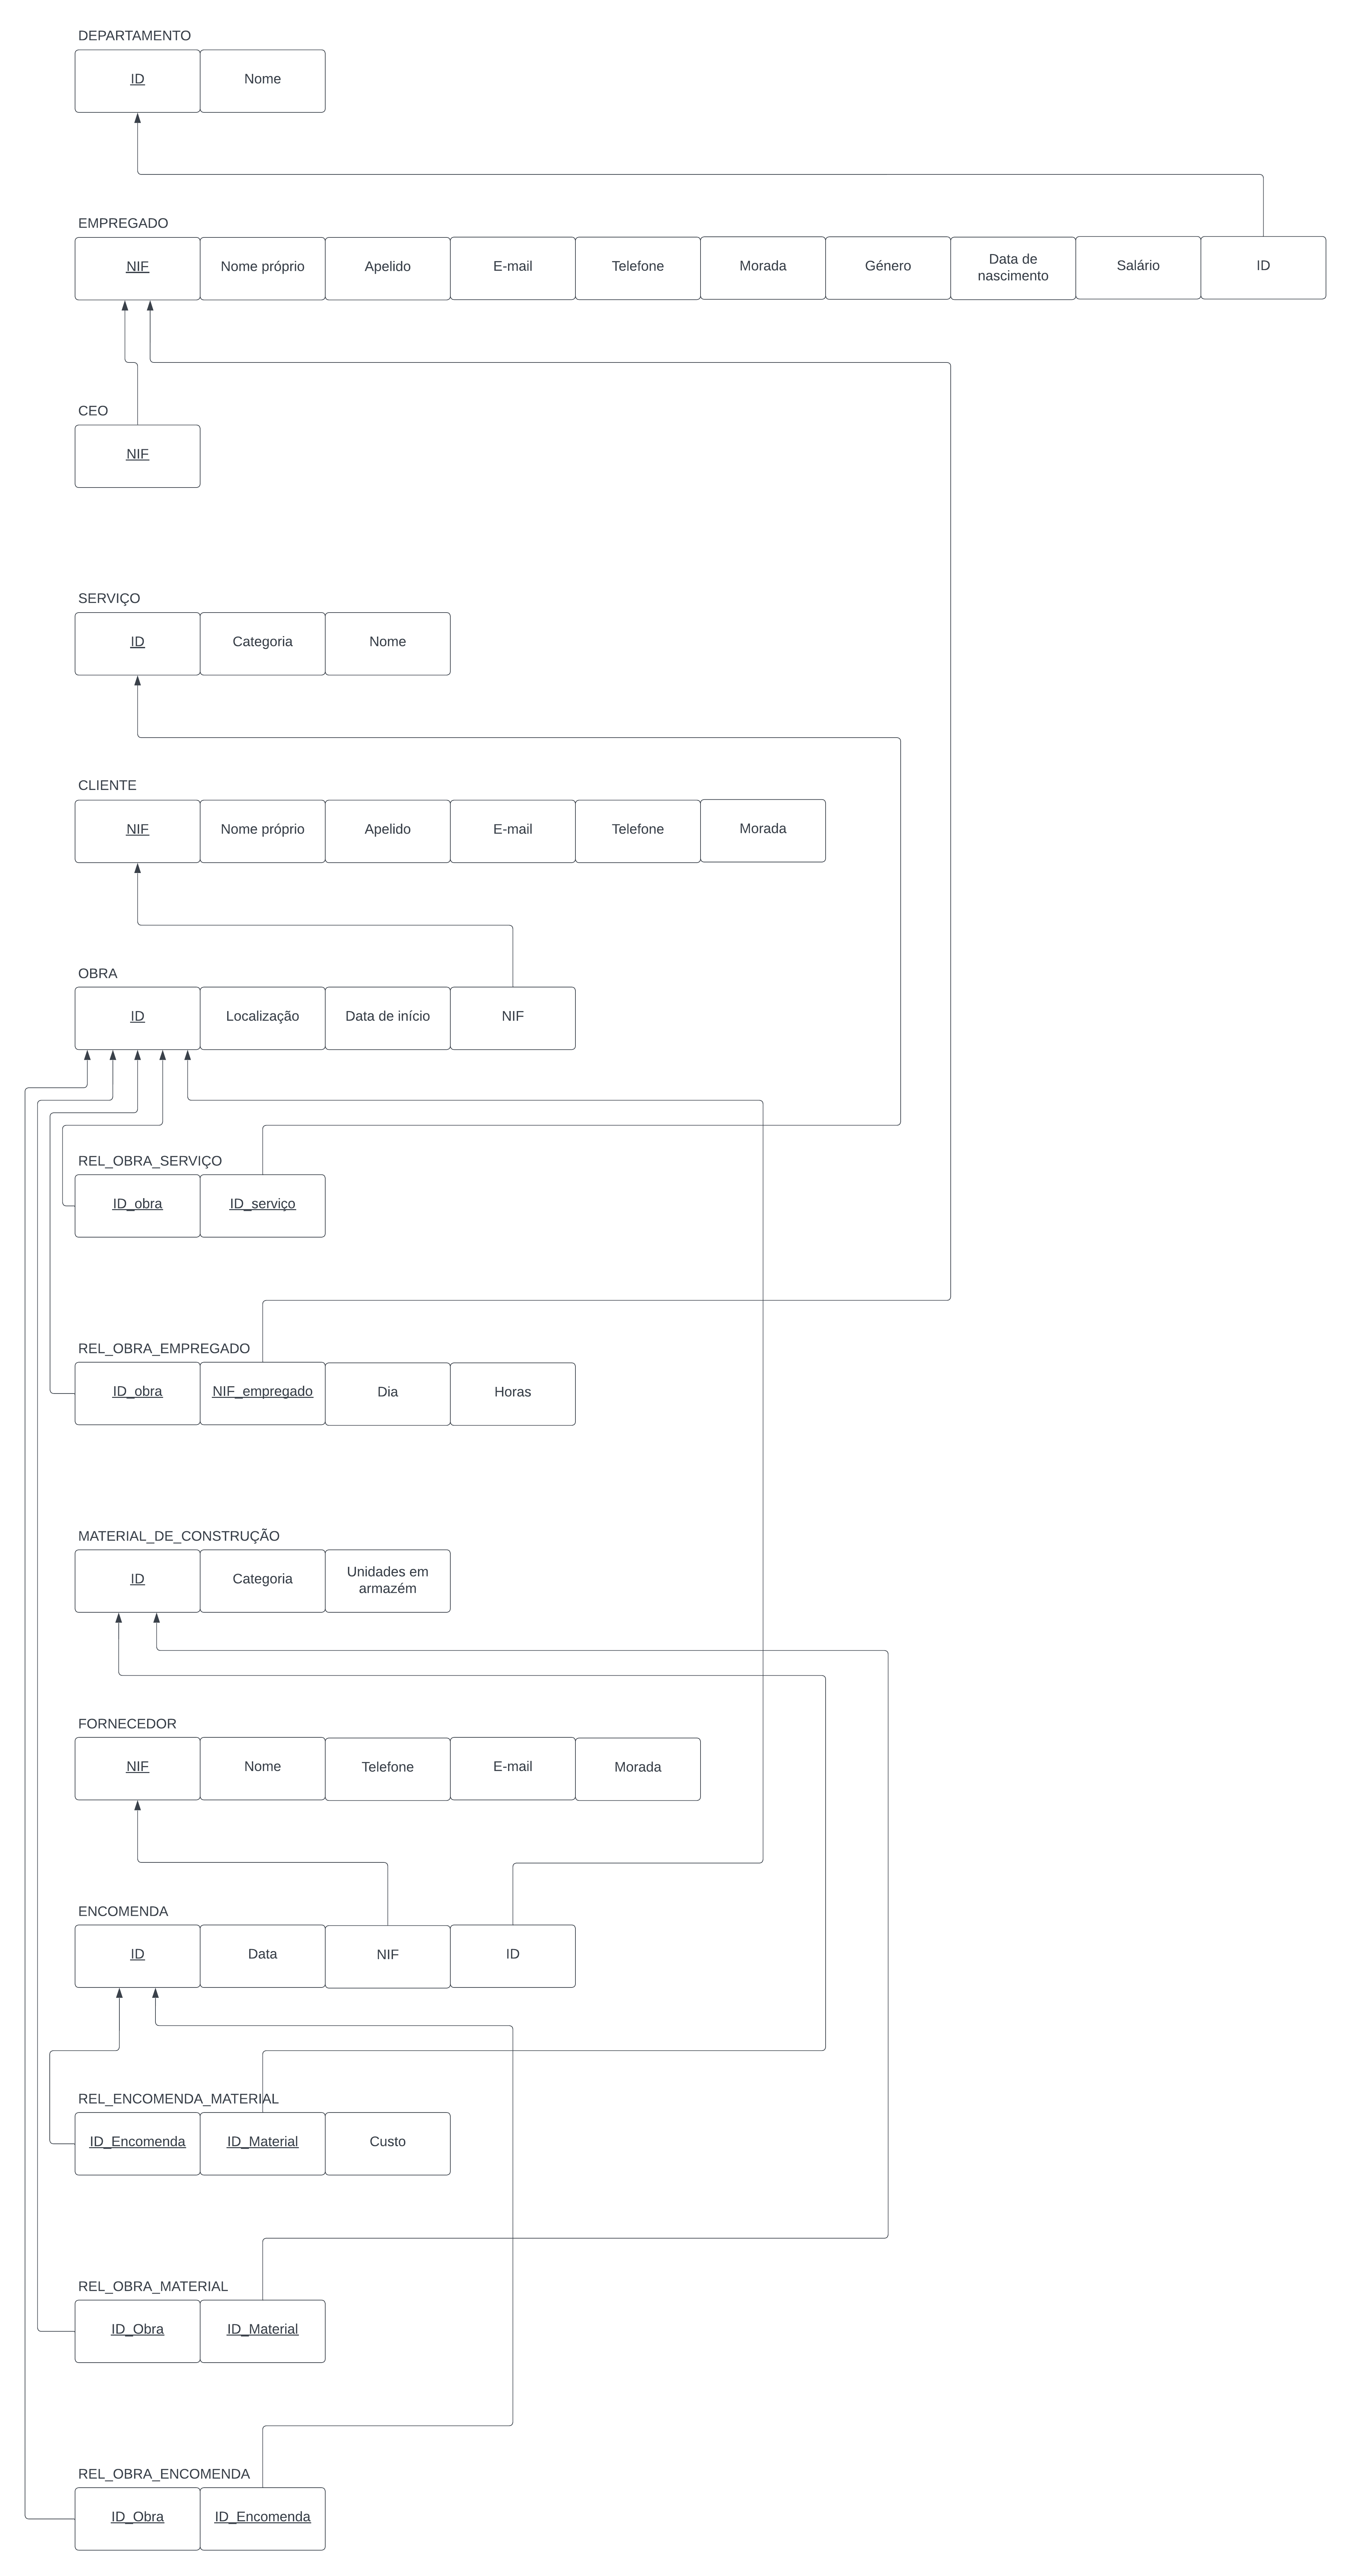 DEPARTAMENTO
ID
Nome
EMPREGADO
NIF
Nome próprio
Apelido
E-mail
Telefone
Morada
Género
Data de
nascimento
Salário
ID
CEO
NIF
SERVIÇO
ID
Categoria
Nome
CLIENTE
NIF
Nome próprio
Apelido
E-mail
Telefone
Morada
OBRA
ID
Localização
Data de início
NIF
REL_OBRA_SERVIÇO
ID_obra
ID_serviço
REL_OBRA_EMPREGADO
ID_obra
NIF_empregado
Dia
Horas
MATERIAL_DE_CONSTRUÇÃO
ID
Categoria
Unidades em
armazém
FORNECEDOR
NIF
Nome
Telefone
E-mail
Morada
ENCOMENDA
ID
Data
NIF
ID
REL_ENCOMENDA_MATERIAL
ID_Encomenda
ID_Material
Custo
REL_OBRA_MATERIAL
ID_Obra
ID_Material
REL_OBRA_ENCOMENDA
ID_Obra
ID_Encomenda